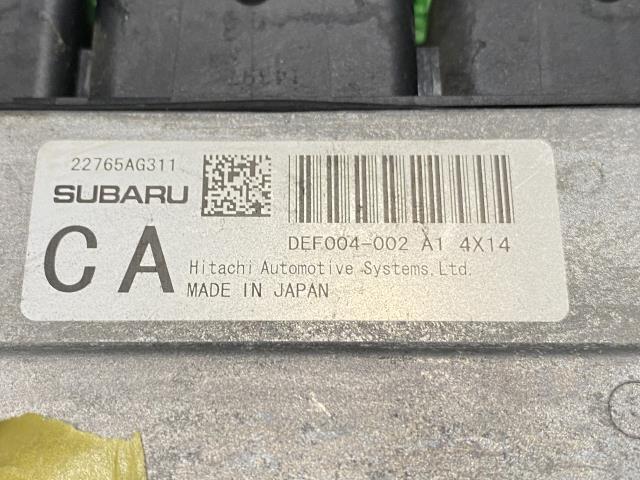 22765AG311
SUBARU
DEF004-002 A1 4X14
CA
Hitachi Automotive Systems,Ltd.
MADE IN JAPAN